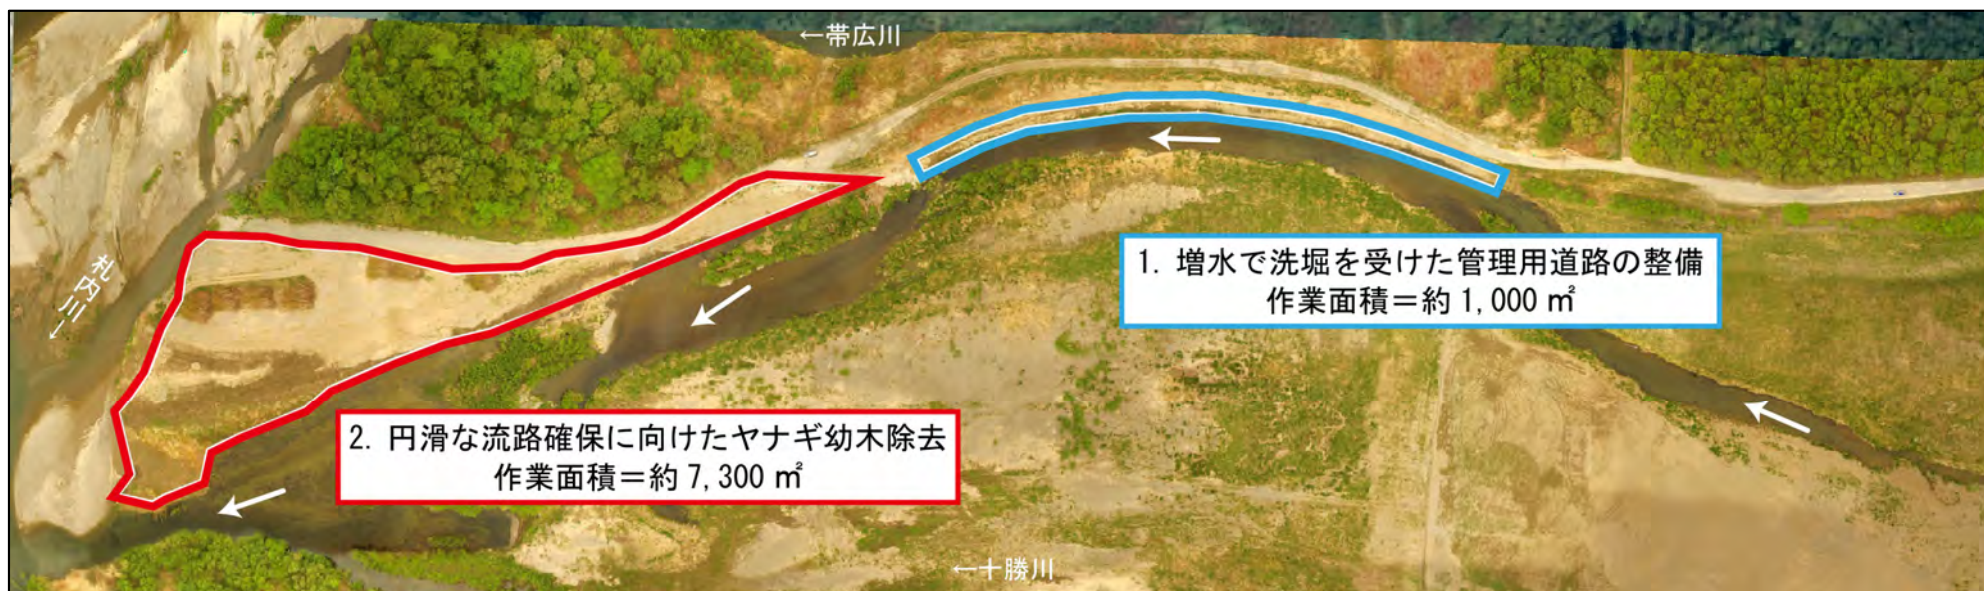 ←帯広川
札内川→
1. 増水で洗堀を受けた管理用道路の整備
作業面積＝約 1,000 ㎡
2. 円滑な流路確保に向けたヤナギ幼木除去
作業面積＝約 7,300 ㎡
←十勝川